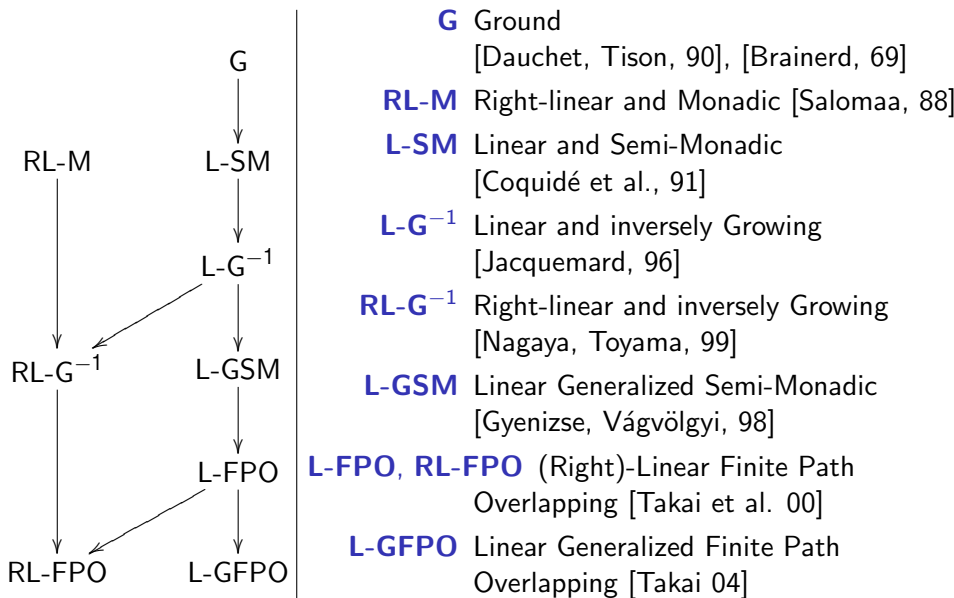 G
RL-M
L-SM
L-G⁻¹
RL-G⁻¹
L-GSM
L-FPO
RL-FPO
L-GFPO
G Ground
[Dauchet, Tison, 90], [Brainerd, 69]
RL-M Right-linear and Monadic [Salomaa, 88]
L-SM Linear and Semi-Monadic
[Coquidé et al., 91]
L-G⁻¹ Linear and inversely Growing
[Jacquemard, 96]
RL-G⁻¹ Right-linear and inversely Growing
[Nagaya, Toyama, 99]
L-GSM Linear Generalized Semi-Monadic
[Gyenizse, Vágvölgyi, 98]
L-FPO, RL-FPO (Right)-Linear Finite Path
Overlapping [Takai et al. 00]
L-GFPO Linear Generalized Finite Path
Overlapping [Takai 04]